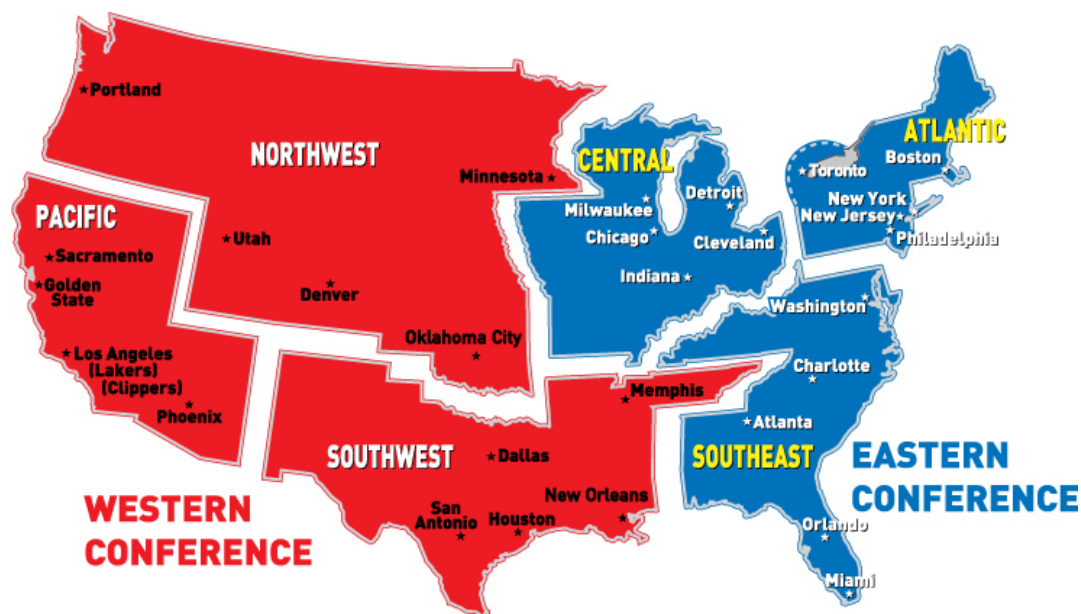 Portland
NORTHWEST
Minnesota
Utah
Denver
Oklahoma City
PACIFIC
Sacramento
Golden
State
Los Angeles
(Lakers)
(Clippers)
Phoenix
SOUTHWEST
Memphis
Dallas
New Orleans
San
Antonio
Houston
WESTERN
CONFERENCE
CENTRAL
Detroit
Milwaukee
Chicago
Cleveland
Indiana
ATLANTIC
Boston
Toronto
New York
New Jersey
Philadelphia
Washington
Charlotte
Atlanta
SOUTHEAST
Orlando
Miami
EASTERN
CONFERENCE